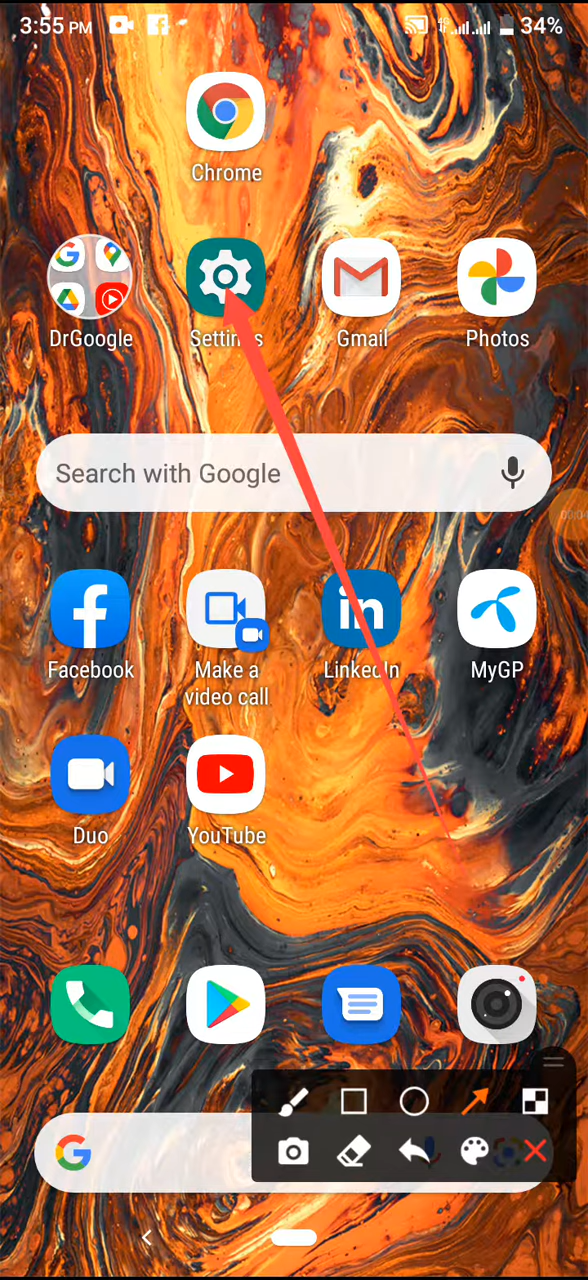 3:55 PM 4G 34%
Chrome
DrGoogle Settings Gmail Photos
Search with Google
Facebook Make a LinkedIn MyGP
video call
Duo YouTube